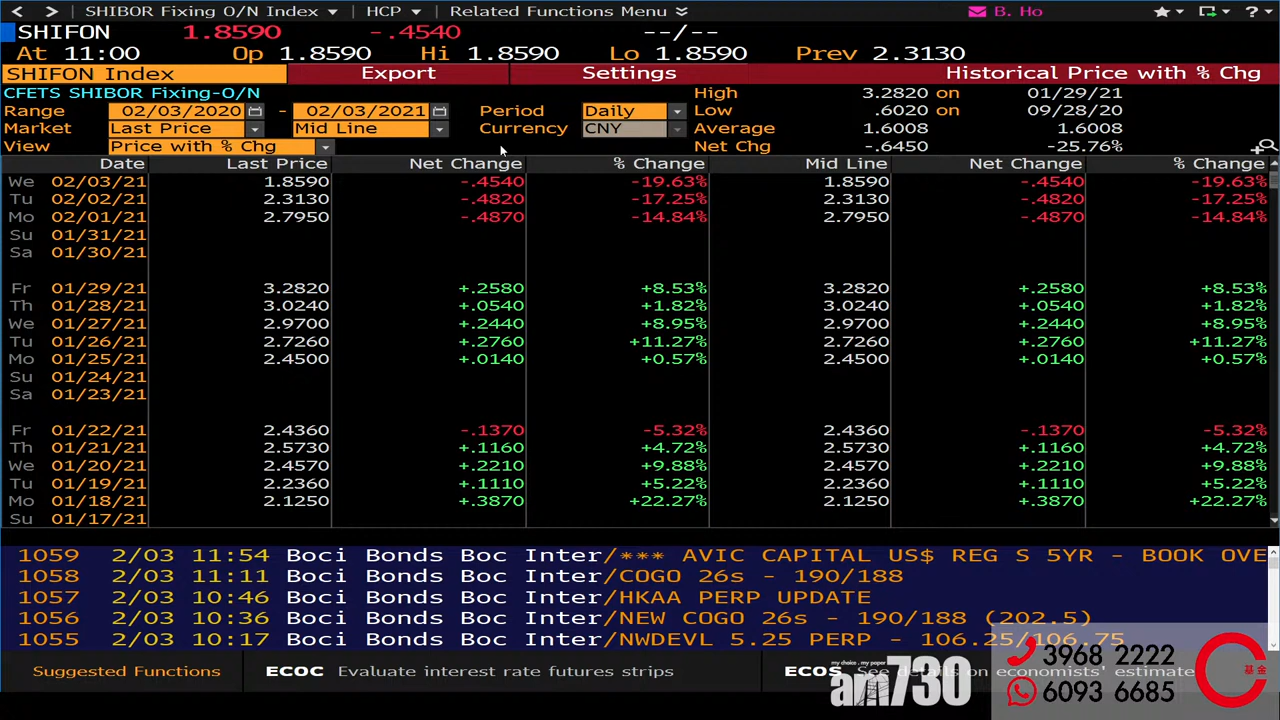 < > SHIBOR Fixing O/N Index HCP Related Functions Menu B. Ho ?
SHIFON 1.8590 -.4540 --/--
At 11:00 Op 1.8590 Hi 1.8590 Lo 1.8590 Prev 2.3130
SHIFON Index Export Settings Historical Price with % Chg
CFETS SHIBOR Fixing-O/N High 3.2820 on 01/29/21
Range 02/03/2020 - 02/03/2021 Period Daily Low .6020 on 09/28/20
Market Last Price Mid Line Currency CNY Average 1.6008 1.6008
View Price with % Chg Net Chg -.6450 -25.76%
Date Last Price Net Change % Change Mid Line Net Change % Change
We 02/03/21 1.8590 -.4540 -19.63% 1.8590 -.4540 -19.63%
Tu 02/02/21 2.3130 -.4820 -17.25% 2.3130 -.4820 -17.25%
Mo 02/01/21 2.7950 -.4870 -14.84% 2.7950 -.4870 -14.84%
Su 01/31/21
Sa 01/30/21
Fr 01/29/21 3.2820 +.2580 +8.53% 3.2820 +.2580 +8.53%
Th 01/28/21 3.0240 +.0540 +1.82% 3.0240 +.0540 +1.82%
We 01/27/21 2.9700 +.2440 +8.95% 2.9700 +.2440 +8.95%
Tu 01/26/21 2.7260 +.2760 +11.27% 2.7260 +.2760 +11.27%
Mo 01/25/21 2.4500 +.0140 +0.57% 2.4500 +.0140 +0.57%
Su 01/24/21
Sa 01/23/21
Fr 01/22/21 2.4360 -.1370 -5.32% 2.4360 -.1370 -5.32%
Th 01/21/21 2.5730 +.1160 +4.72% 2.5730 +.1160 +4.72%
We 01/20/21 2.4570 +.2210 +9.88% 2.4570 +.2210 +9.88%
Tu 01/19/21 2.2360 +.1110 +5.22% 2.2360 +.1110 +5.22%
Mo 01/18/21 2.1250 +.3870 +22.27% 2.1250 +.3870 +22.27%
Su 01/17/21
1059 2/03 11:54 Boci Bonds Boc Inter/*** AVIC CAPITAL US$ REG S 5YR - BOOK OVE
1058 2/03 11:11 Boci Bonds Boc Inter/COGO 26s - 190/188
1057 2/03 10:46 Boci Bonds Boc Inter/HKAA PERP UPDATE
1056 2/03 10:36 Boci Bonds Boc Inter/NEW COGO 26s - 190/188 (202.5)
1055 2/03 10:17 Boci Bonds Boc Inter/NWDEVL 5.25 PERP - 106.25/106.75
Suggested Functions ECOC Evaluate interest rate futures strips ECOS See details on economists' estimate
my choice . my paper
am730
3968 2222
6093 6685
基金